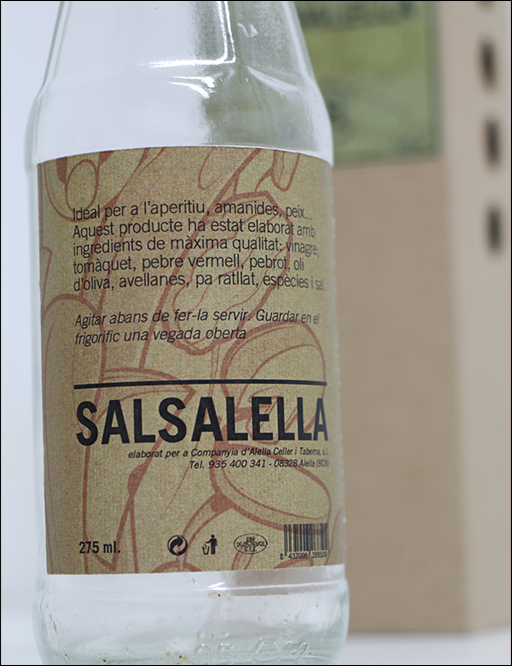 Ideal per a l'aperitiu, amanides, peix...
Aquest producte ha estat elaborat amb
ingredients de màxima qualitat: vinagre,
tomàquet, pebre vermell, pebrot, oli
d'oliva, avellanes, pa ratllat, espècies i sal.
Agitar abans de fer-la servir. Guardar en el
frigorífic una vegada oberta
SALSALELLA
elaborat per a Companyia d'Alella Celler i Taberna, s.l.
Tel. 935 400 341 - 08328 Alella (BCN)
275 ml.